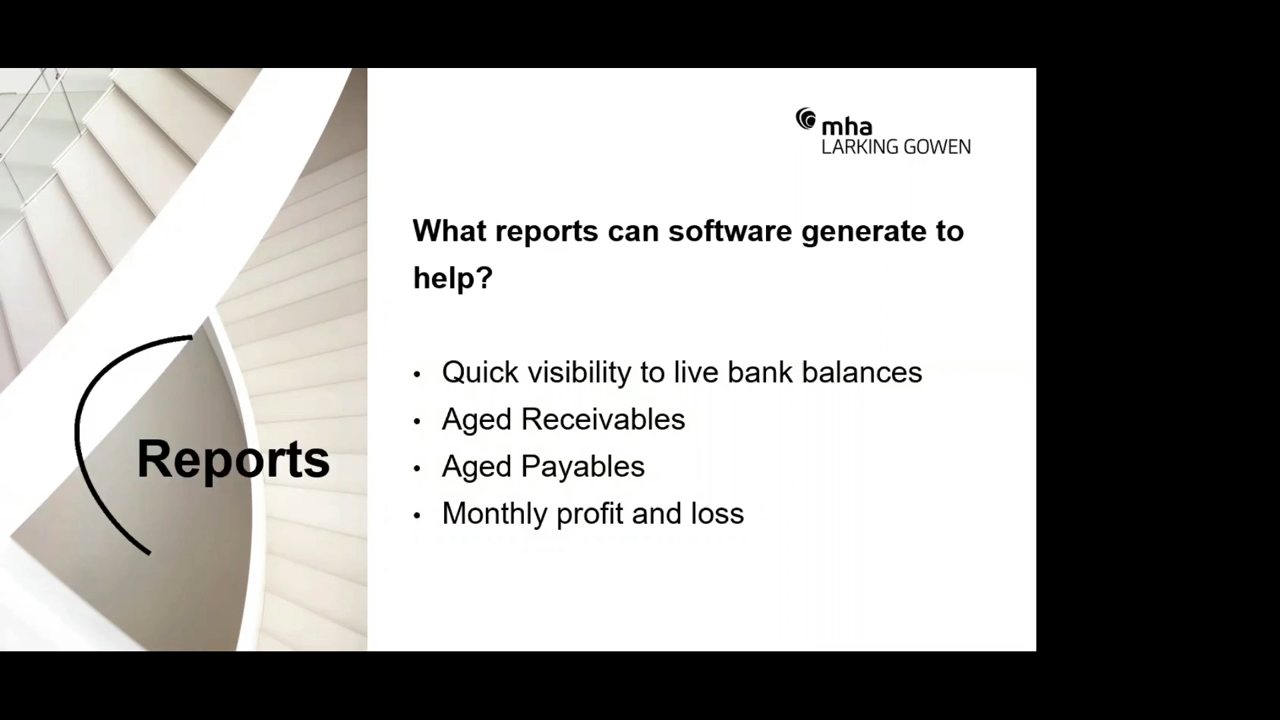 mha
LARKING GOWEN
What reports can software generate to
help?
• Quick visibility to live bank balances
• Aged Receivables
• Aged Payables
• Monthly profit and loss
Reports